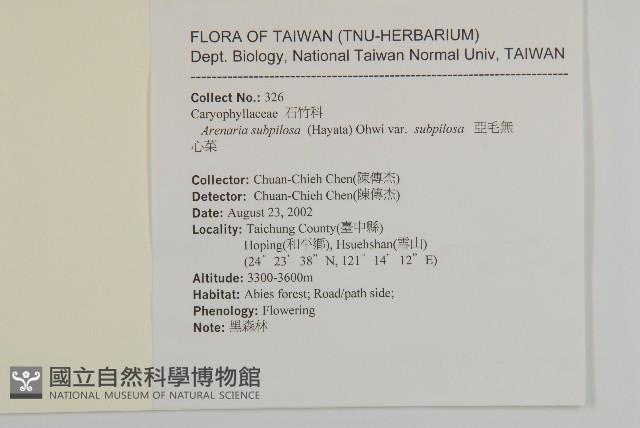 FLORA OF TAIWAN (TNU-HERBARIUM)
Dept. Biology, National Taiwan Normal Univ, TAIWAN
----------------------------------------------------------------------
Collect No.: 326
Caryophyllaceae 石竹科
Arenaria subpilosa (Hayata) Ohwi var. subpilosa 亞毛無
心菜
Collector: Chuan-Chieh Chen(陳傳杰)
Detector: Chuan-Chieh Chen(陳傳杰)
Date: August 23, 2002
Locality: Taichung County(臺中縣)
Hoping(和平鄉), Hsuehshan(雪山)
(24°23'38" N, 121°14'12" E)
Altitude: 3300-3600m
Habitat: Abies forest; Road/path side;
Phenology: Flowering
Note: 黑森林
國立自然科學博物館
NATIONAL MUSEUM OF NATURAL SCIENCE